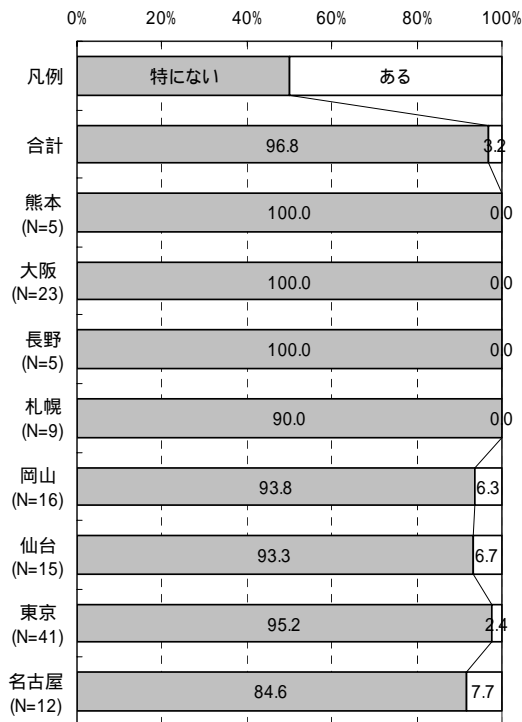 0% 20% 40% 60% 80% 100%
凡例 特にない ある
合計 96.8 3.2
熊本
(N=5) 100.0 0.0
大阪
(N=23) 100.0 0.0
長野
(N=5) 100.0 0.0
札幌
(N=9) 90.0 0.0
岡山
(N=16) 93.8 6.3
仙台
(N=15) 93.3 6.7
東京
(N=41) 95.2 2.4
名古屋
(N=12) 84.6 7.7